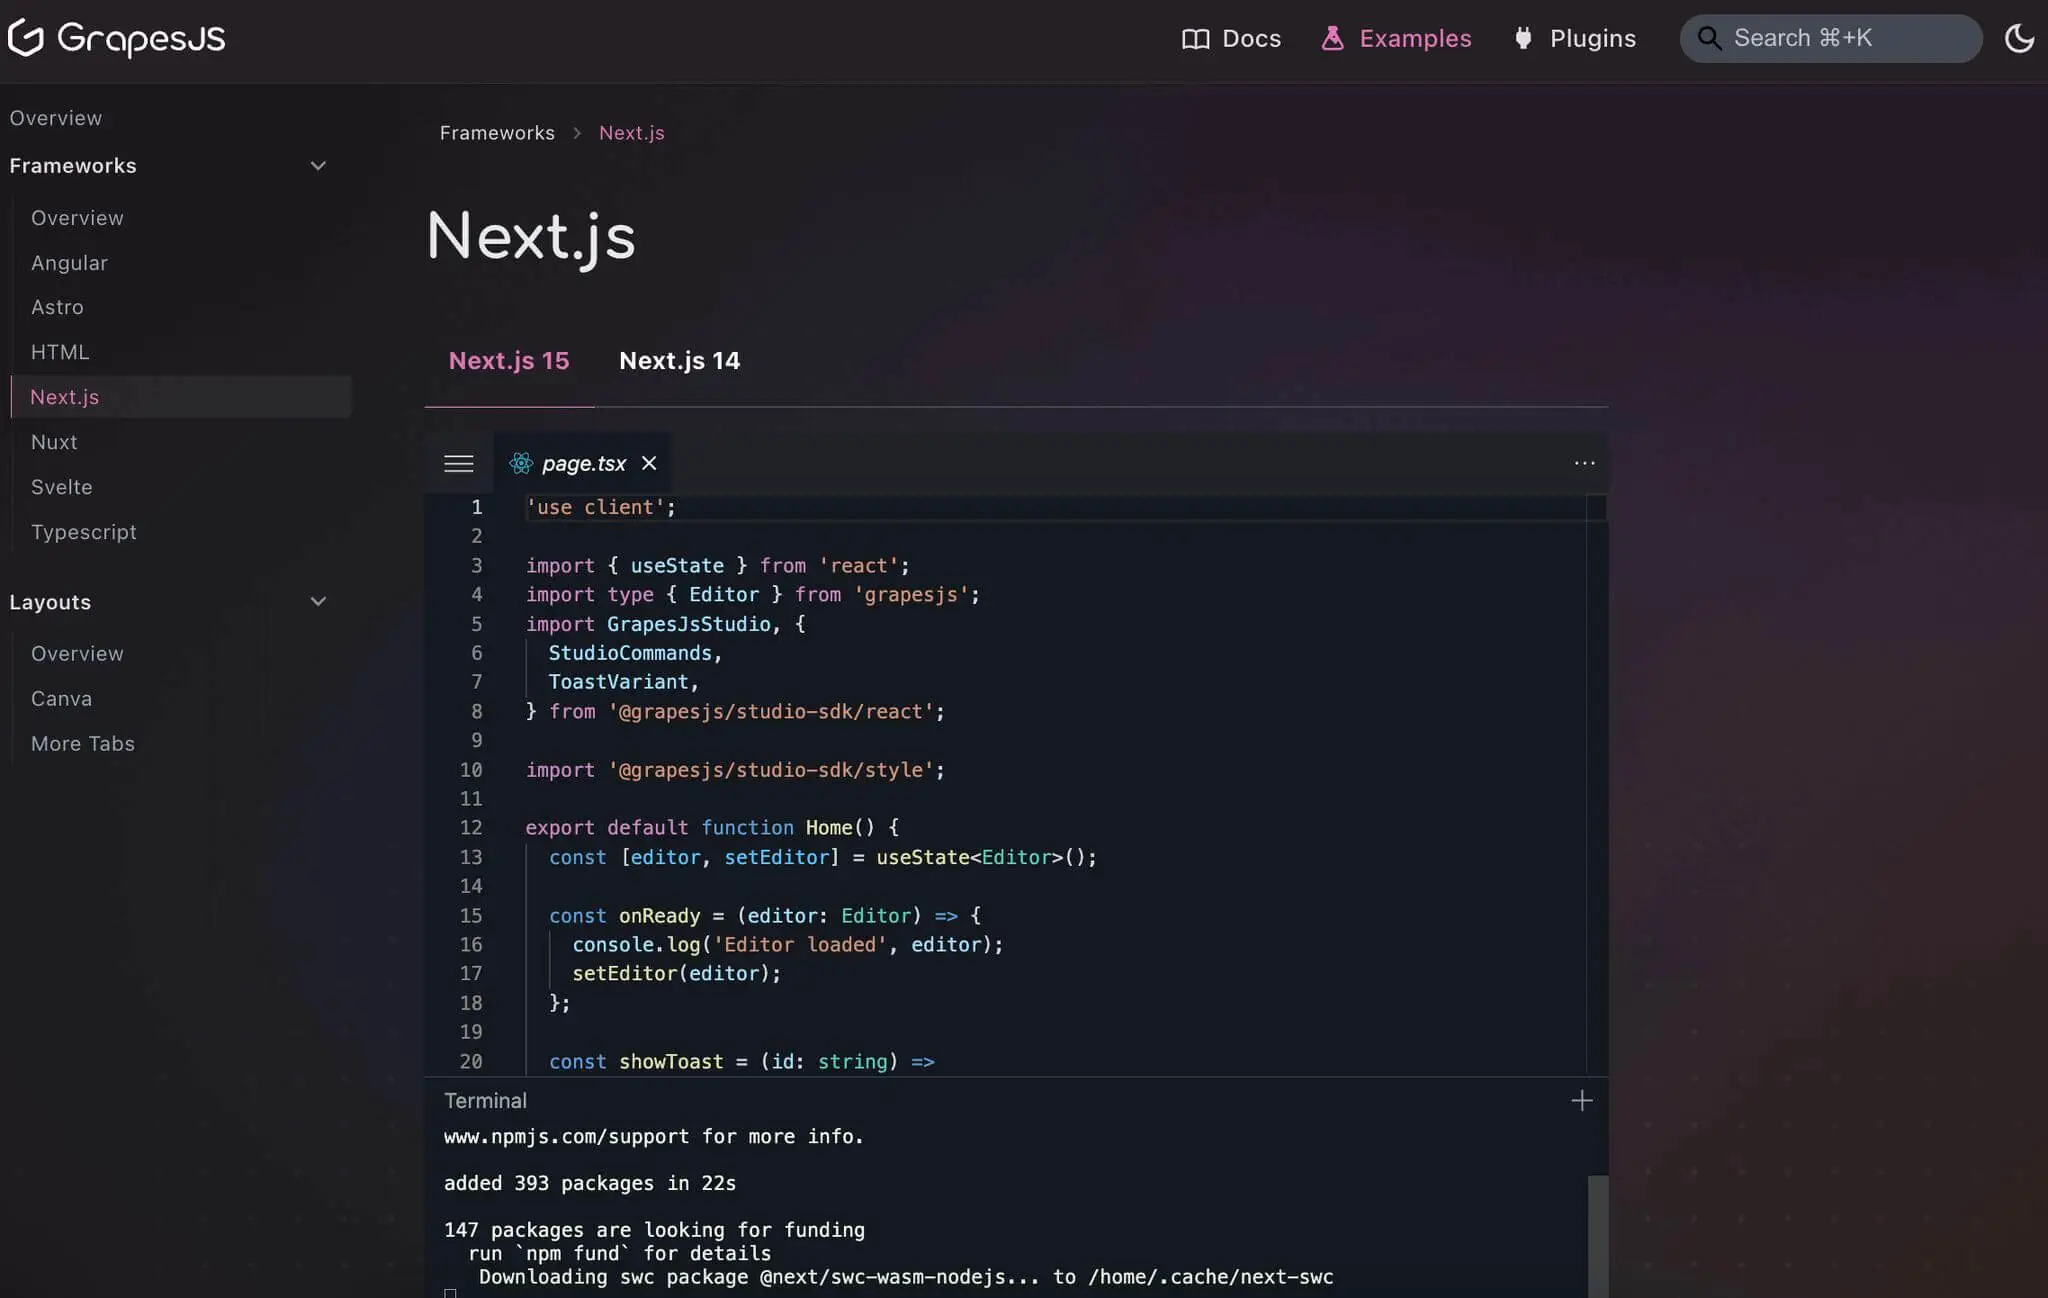 GrapesJS
Docs
Examples
Plugins
Search ⌘+K
Overview
Frameworks
Overview
Angular
Astro
HTML
Next.js
Nuxt
Svelte
Typescript
Layouts
Overview
Canva
More Tabs
Frameworks > Next.js
Next.js
Next.js 15
Next.js 14
page.tsx
1 'use client';
2
3 import { useState } from 'react';
4 import type { Editor } from 'grapesjs';
5 import GrapesJsStudio, {
6 StudioCommands,
7 ToastVariant,
8 } from '@grapesjs/studio-sdk/react';
9
10 import '@grapesjs/studio-sdk/style';
11
12 export default function Home() {
13 const [editor, setEditor] = useState<Editor>();
14
15 const onReady = (editor: Editor) => {
16 console.log('Editor loaded', editor);
17 setEditor(editor);
18 };
19
20 const showToast = (id: string) =>
Terminal
www.npmjs.com/support for more info.
added 393 packages in 22s
147 packages are looking for funding
run `npm fund` for details
Downloading swc package @next/swc-wasm-nodejs... to /home/.cache/next-swc